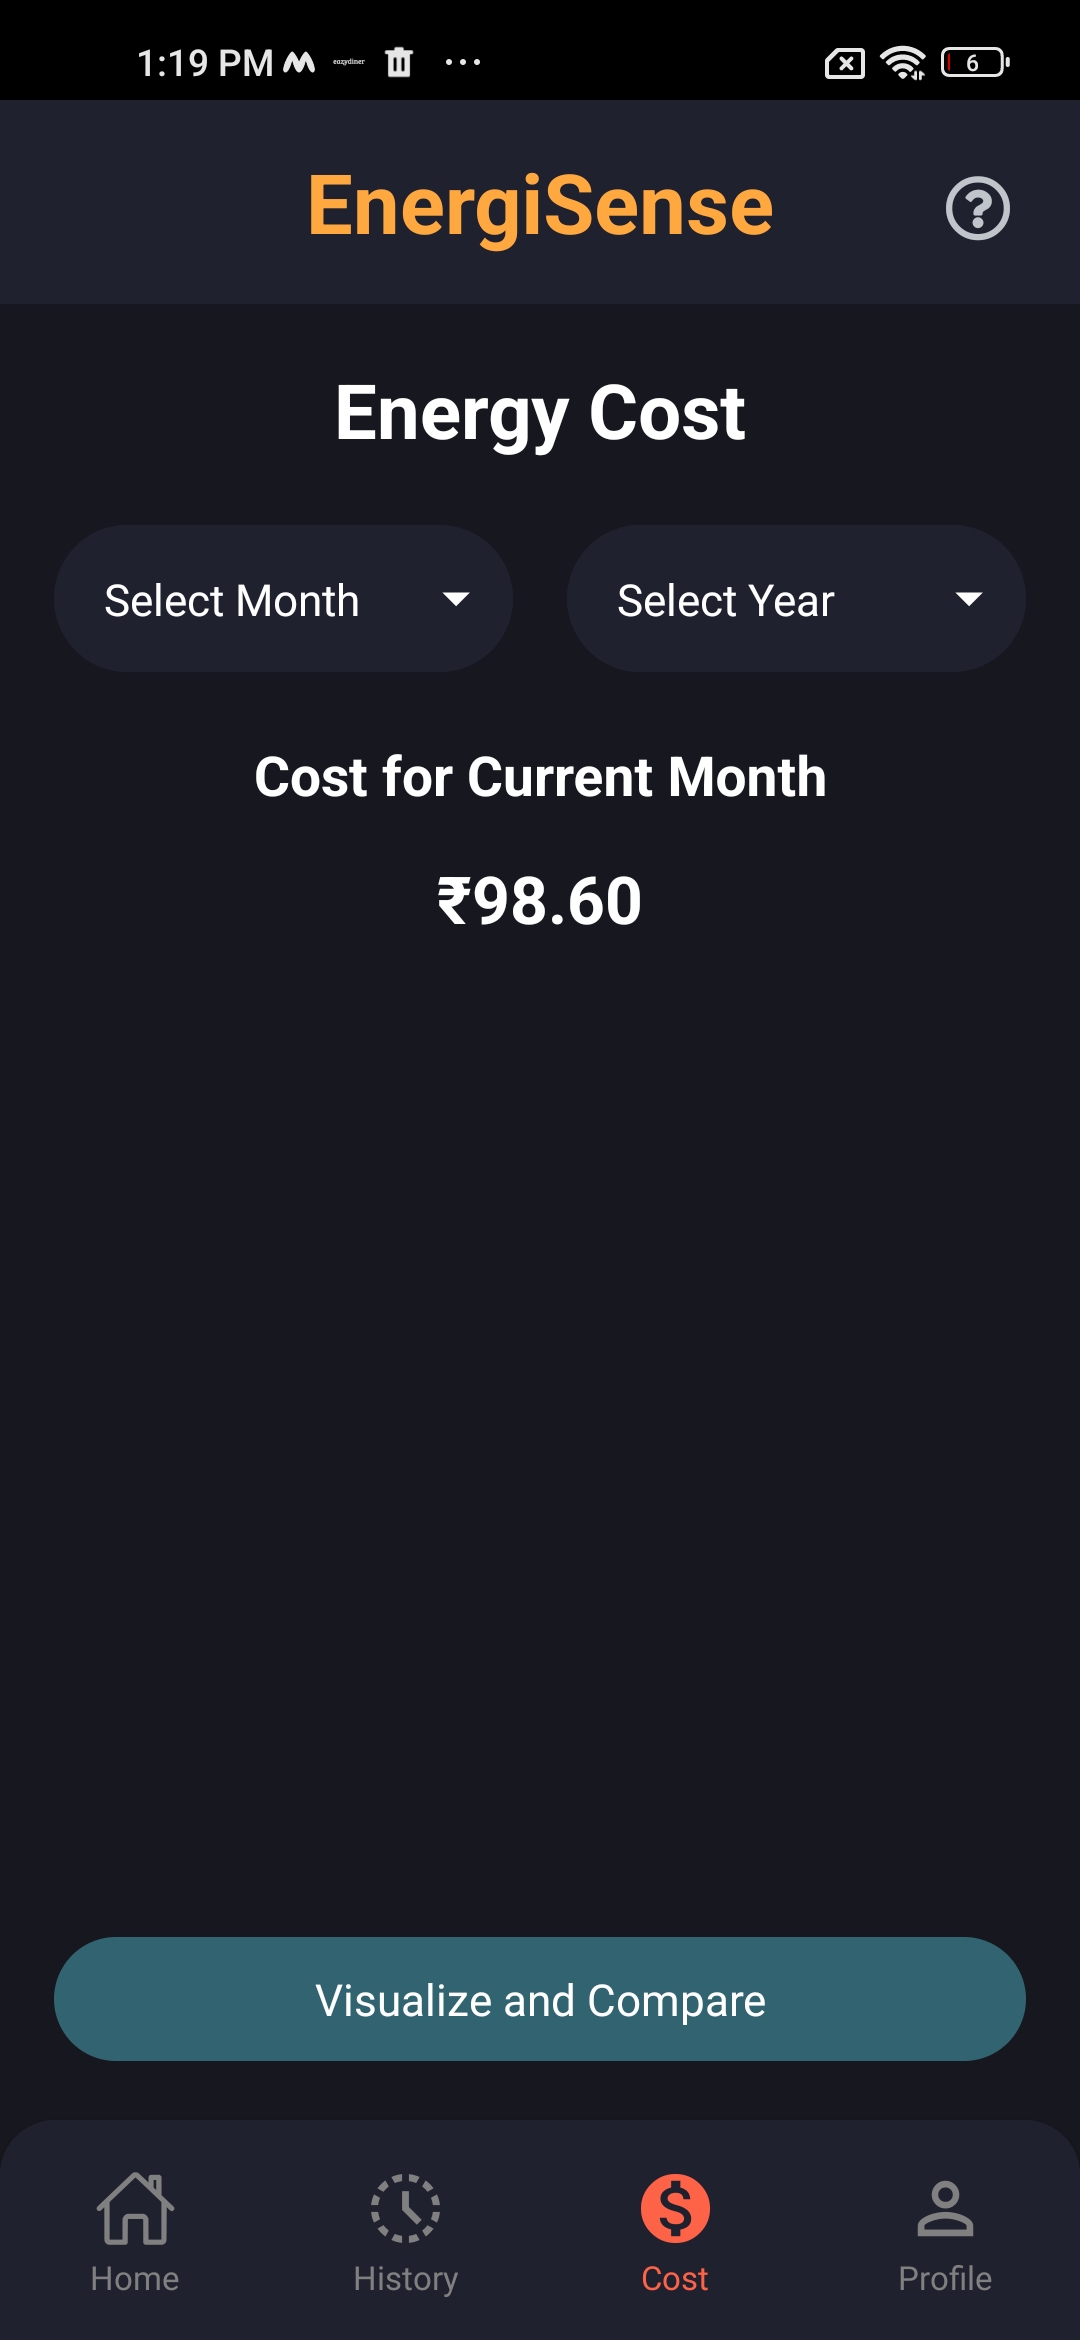 1:19 PM eazydiner 6
EnergiSense
Energy Cost
Select Month Select Year
Cost for Current Month
₹98.60
Visualize and Compare
Home History Cost Profile